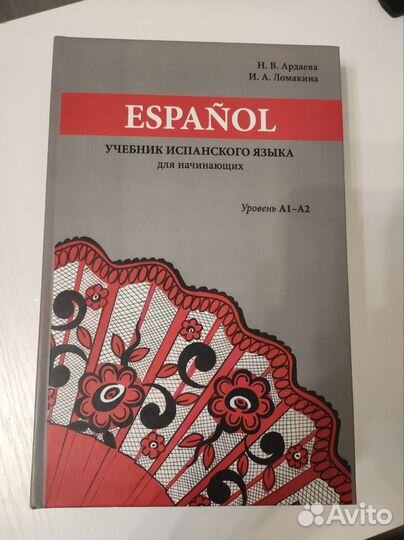 Н. В. Ардаева
И. А. Ломакина
ESPAÑOL
УЧЕБНИК ИСПАНСКОГО ЯЗЫКА
для начинающих
Уровень А1–А2
Avito